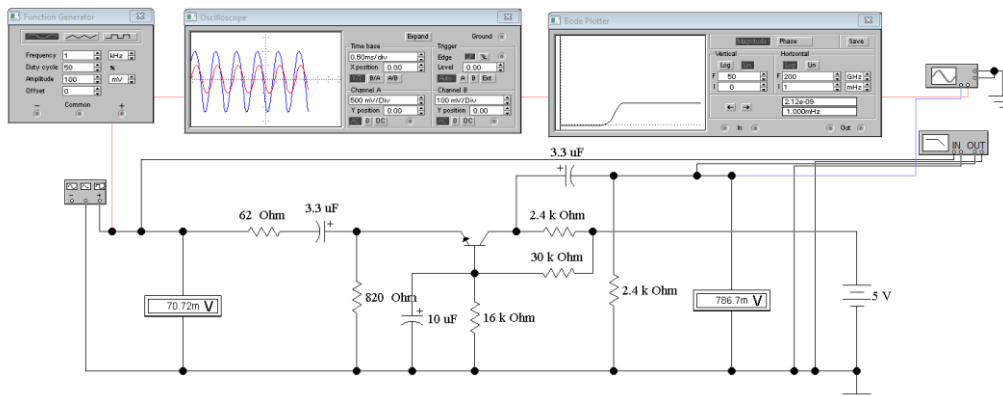 Function Generator
Frequency 1 kHz
Duty cycle 50 %
Amplitude 100 mV
Offset 0
− Common +
Oscilloscope
Expand Ground
Time base
0.50ms/div
X position 0.00
Y/T B/A A/B
Trigger
Edge
Level 0.00
Auto A B Ext
Channel A
500 mV/Div
Y position 0.00
AC 0 DC
Channel B
100 mV/Div
Y position 0.00
AC 0 DC
Bode Plotter
Magnitude Phase Save
Vertical Horizontal
Log Lin Log Lin
F 50 F 200 GHz
I 0 I 1 mHz
2.12e-09
1.000mHz
In Out
IN OUT
3.3 uF
+
− +
62 Ohm
3.3 uF
+
2.4 k Ohm
30 k Ohm
70.72m V
820 Ohm
+
10 uF
16 k Ohm
2.4 k Ohm
786.7m V
5 V